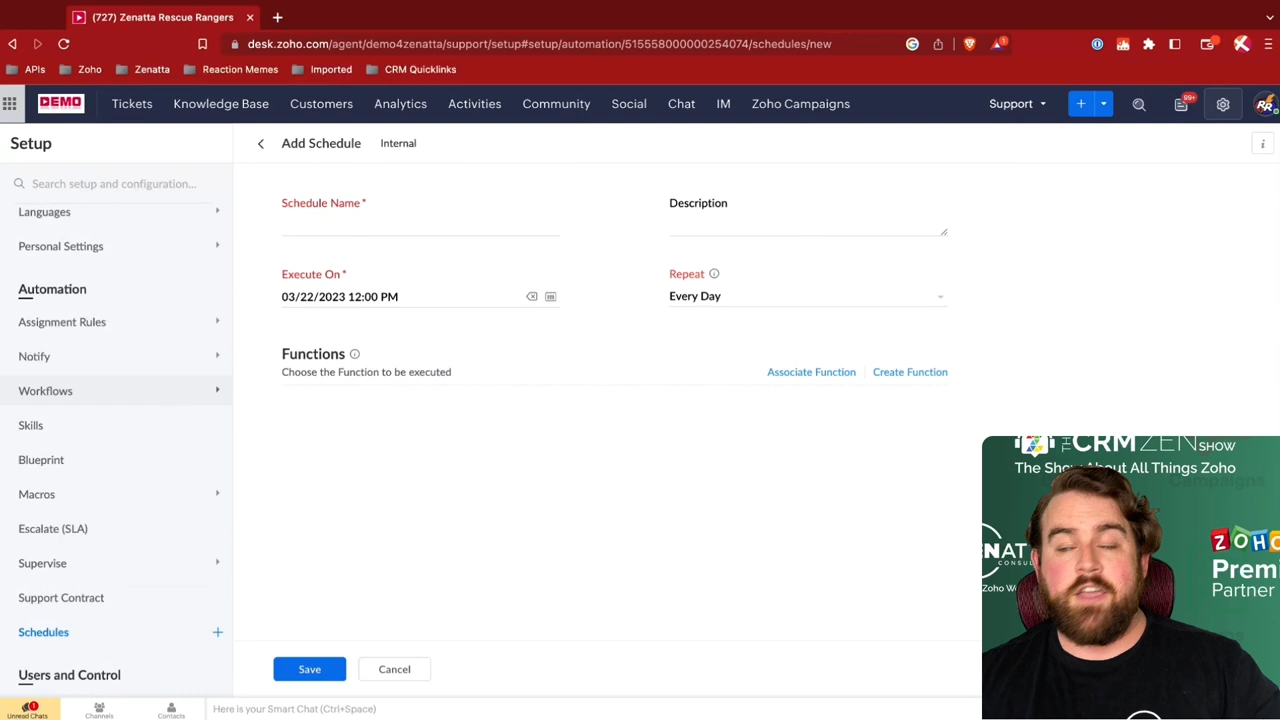 (727) Zenatta Rescue Rangers
desk.zoho.com/agent/demo4zenatta/support/setup#setup/automation/515558000000254074/schedules/new
APIs Zoho Zenatta Reaction Memes Imported CRM Quicklinks
DEMO Tickets Knowledge Base Customers Analytics Activities Community Social Chat IM Zoho Campaigns Support 99+ RR
Setup
Add Schedule Internal
Search setup and configuration...
Languages
Personal Settings
Automation
Assignment Rules
Notify
Workflows
Skills
Blueprint
Macros
Escalate (SLA)
Supervise
Support Contract
Schedules
Users and Control
Schedule Name*
Description
Execute On*
03/22/2023 12:00 PM
Repeat
Every Day
Functions
Choose the Function to be executed
Associate Function Create Function
Save Cancel
Unread Chats Channels Contacts Here is your Smart Chat (Ctrl+Space)
THE CRMZEN SHOW
The Show About All Things Zoho
Campaigns
NAT
CONSUL
Zoho W
ZOHO
Premi
Partner